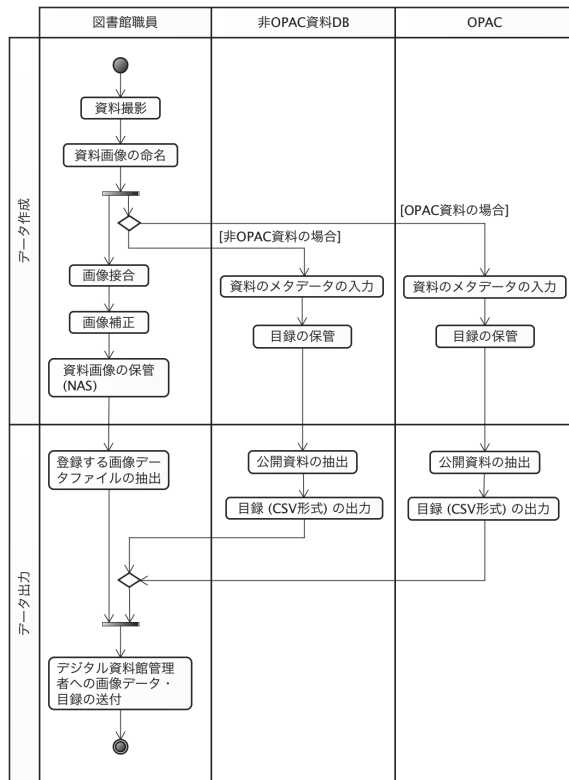 図書館職員
非OPAC資料DB
OPAC
データ作成
資料撮影
資料画像の命名
[OPAC資料の場合]
[非OPAC資料の場合]
画像接合
資料のメタデータの入力
資料のメタデータの入力
画像補正
目録の保管
目録の保管
資料画像の保管
(NAS)
データ出力
登録する画像デー
タファイルの抽出
公開資料の抽出
公開資料の抽出
目録 (CSV形式) の出力
目録 (CSV形式) の出力
デジタル資料館管理
者への画像データ・
目録の送付